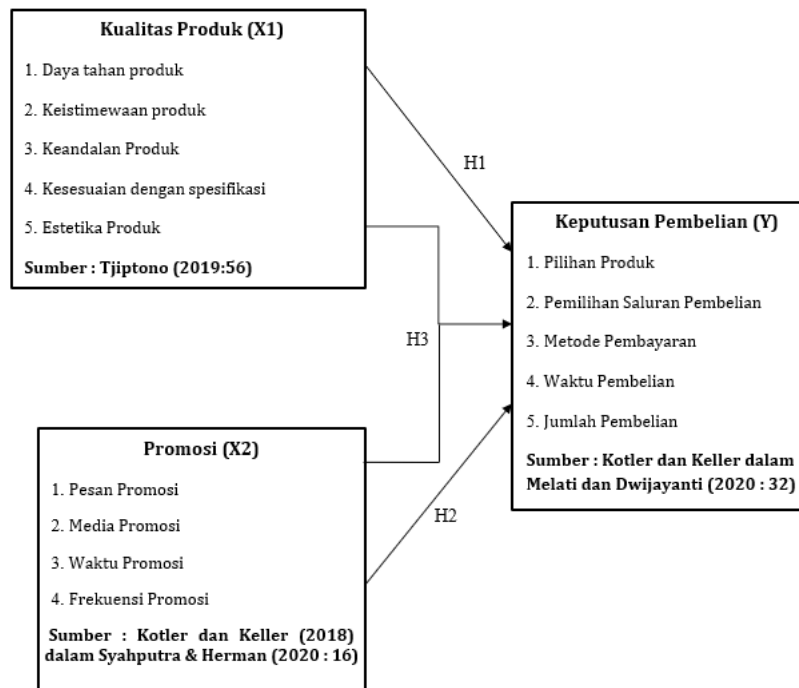 Kualitas Produk (X1)
1. Daya tahan produk
2. Keistimewaan produk
3. Keandalan Produk
4. Kesesuaian dengan spesifikasi
5. Estetika Produk
Sumber : Tjiptono (2019:56)
H1
H3
H2
Promosi (X2)
1. Pesan Promosi
2. Media Promosi
3. Waktu Promosi
4. Frekuensi Promosi
Sumber : Kotler dan Keller (2018)
dalam Syahputra & Herman (2020 : 16)
Keputusan Pembelian (Y)
1. Pilihan Produk
2. Pemilihan Saluran Pembelian
3. Metode Pembayaran
4. Waktu Pembelian
5. Jumlah Pembelian
Sumber : Kotler dan Keller dalam
Melati dan Dwijayanti (2020 : 32)